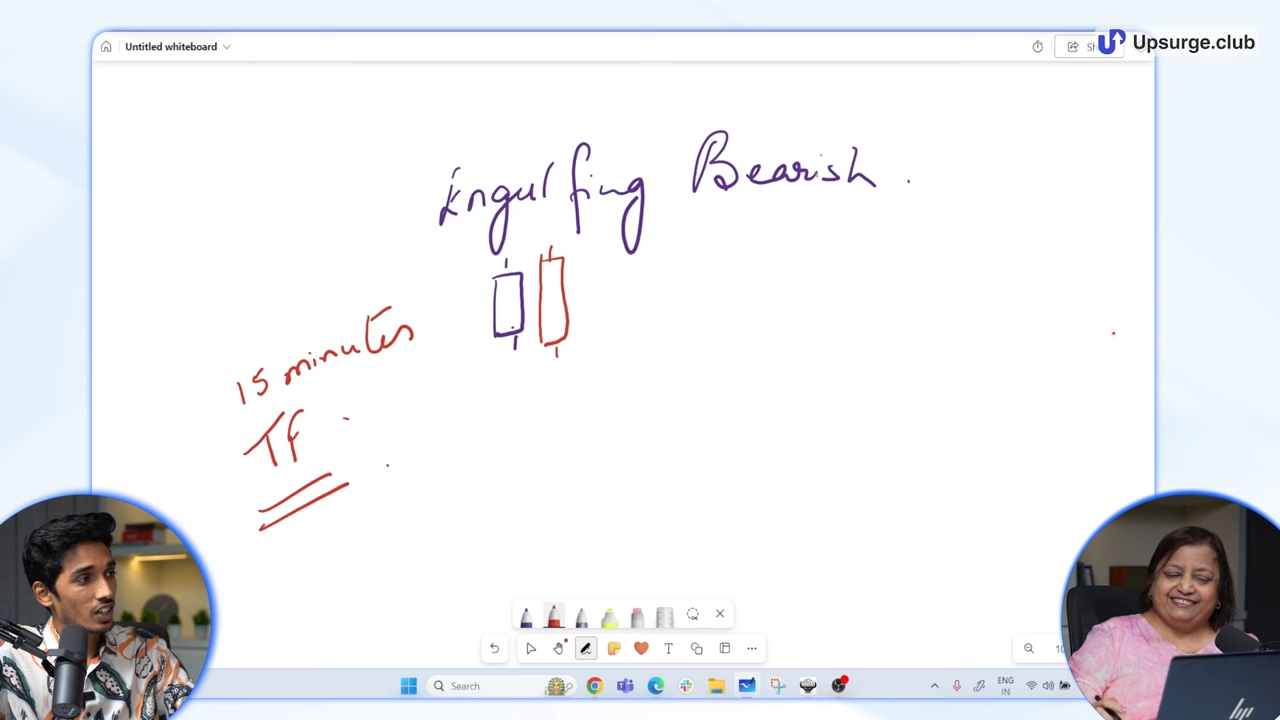 Untitled whiteboard
Upsurge.club
Engulfing Bearish .
15 minutes
TF
Search
ENG
IN